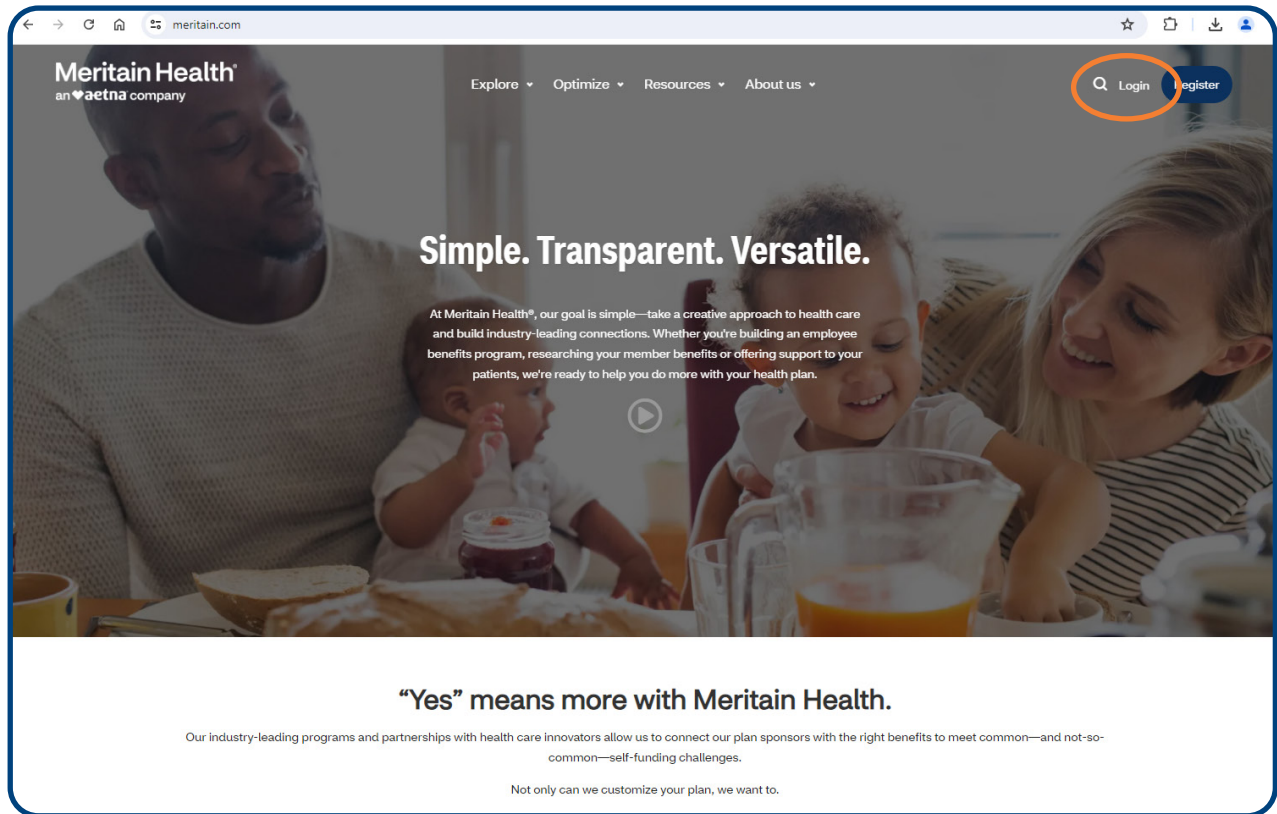 meritain.com
Meritain Health®
an aetna company
Explore
Optimize
Resources
About us
Login
Register
Simple. Transparent. Versatile.
At Meritain Health®, our goal is simple—take a creative approach to health care
and build industry-leading connections. Whether you're building an employee
benefits program, researching your member benefits or offering support to your
patients, we're ready to help you do more with your health plan.
“Yes” means more with Meritain Health.
Our industry-leading programs and partnerships with health care innovators allow us to connect our plan sponsors with the right benefits to meet common—and not-so-
common—self-funding challenges.
Not only can we customize your plan, we want to.